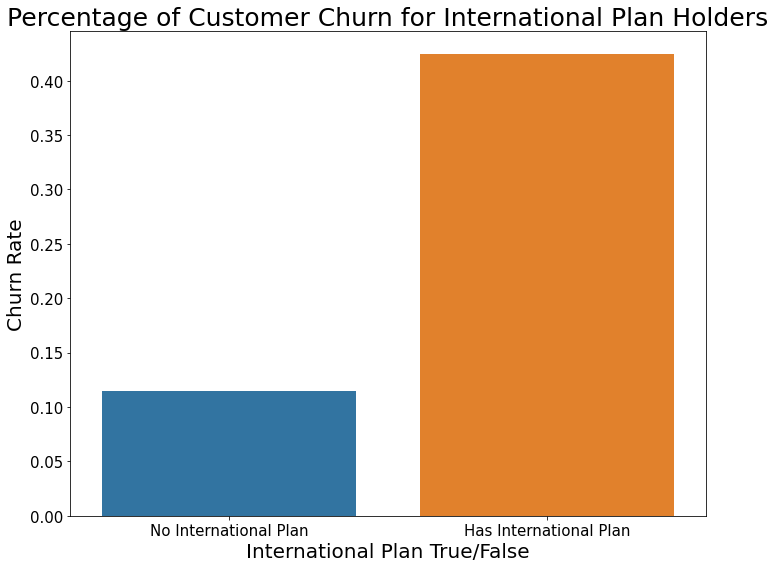 Percentage of Customer Churn for International Plan Holders
Churn Rate
0.40
0.35
0.30
0.25
0.20
0.15
0.10
0.05
0.00
No International Plan
Has International Plan
International Plan True/False